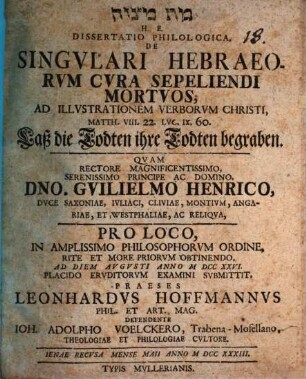 מת מצוה
18.
H. E.
DISSERTATIO PHILOLOGICA,
DE
SINGVLARI HEBRAEO-
RVM CVRA SEPELIENDI
MORTVOS;
AD ILLVSTRATIONEM VERBORVM CHRISTI,
MATTH. VIII. 22. LVC. IX. 60.
Laß die Todten ihre Todten begraben.
QVAM
RECTORE MAGNIFICENTISSIMO,
SERENISSIMO PRINCIPE AC DOMINO,
DNO. GVILIELMO HENRICO,
DVCE SAXONIAE, IVLIACI, CLIVIAE, MONTIVM, ANGA-
RIAE, ET WESTPHALIAE, AC RELIQVA,
PRO LOCO,
IN AMPLISSIMO PHILOSOPHORVM ORDINE,
RITE ET MORE PRIORVM OBTINENDO,
AD DIEM AVGVSTI ANNO M DCC XXVI.
PLACIDO ERVDITORVM EXAMINI SVBMITTIT,
PRAESES
LEONHARDVS HOFFMANNVS
PHIL. ET ART. MAG.
DEFENDENTE
IOH. ADOLPHO VOELCKERO, Trabena-Mosellano,
THEOLOGIAE ET PHILOLOGIAE CVLTORE.
IENAE RECVSA MENSE MAII ANNO M DCC XXXIII.
TYPIS MVLLERIANIS.